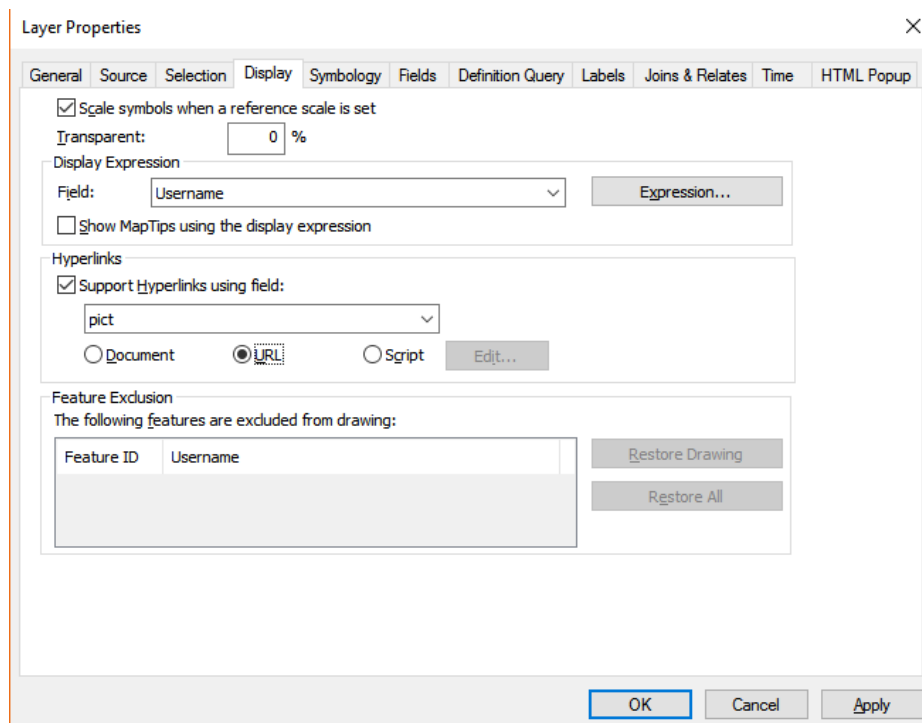 Layer Properties
General Source Selection Display Symbology Fields Definition Query Labels Joins & Relates Time HTML Popup
Scale symbols when a reference scale is set
Transparent: 0 %
Display Expression
Field: Username Expression...
Show MapTips using the display expression
Hyperlinks
Support Hyperlinks using field:
pict
Document URL Script Edit...
Feature Exclusion
The following features are excluded from drawing:
Feature ID Username
Restore Drawing
Restore All
OK Cancel Apply